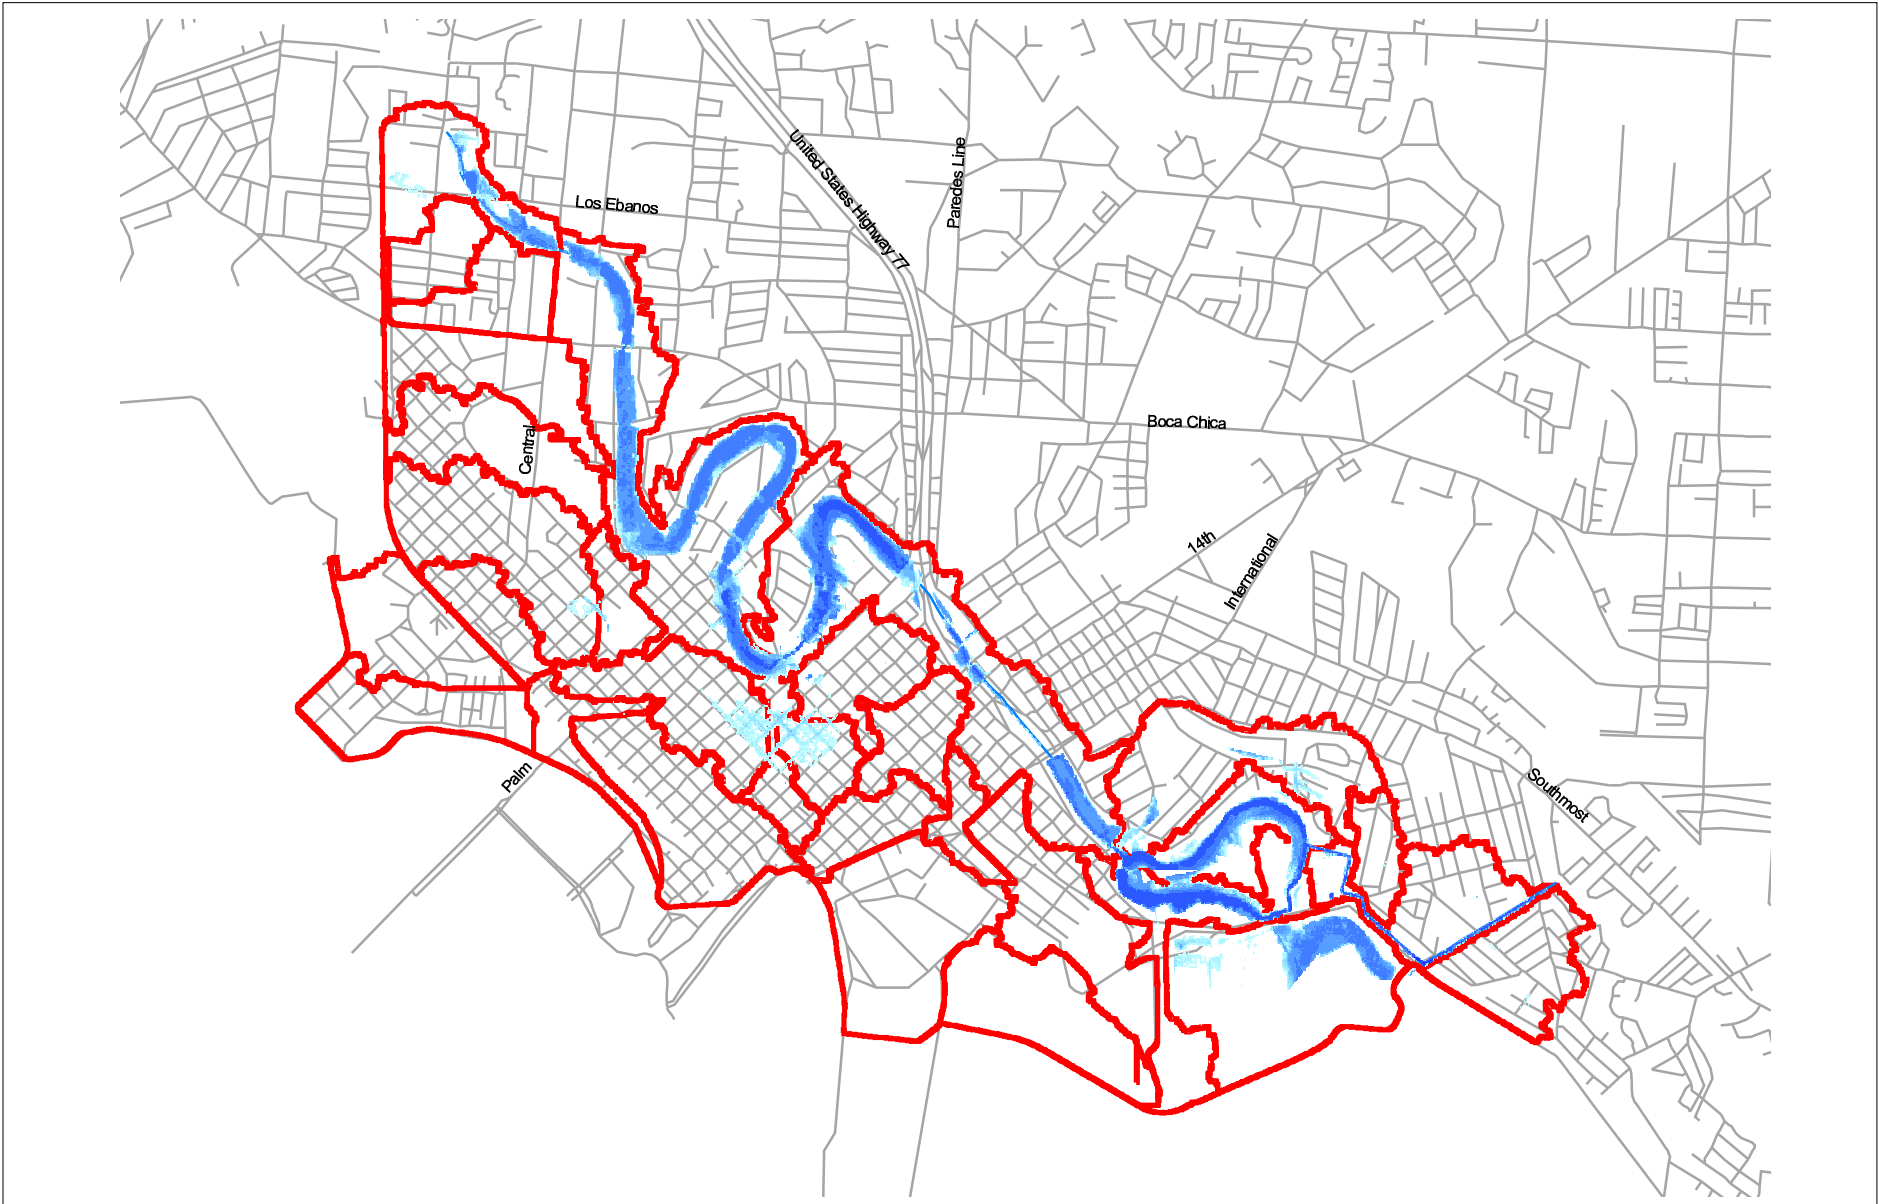 United States Highway 77
Paredes Line
Los Ebanos
Boca Chica
Central
14th
International
Palm
Southmost